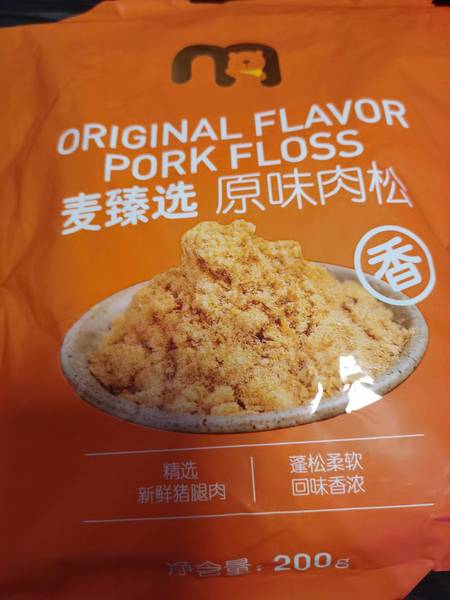 ORIGINAL FLAVOR
PORK FLOSS
麦臻选 原味肉松
香
精选
新鲜猪腿肉
蓬松柔软
回味香浓
净含量: 200g